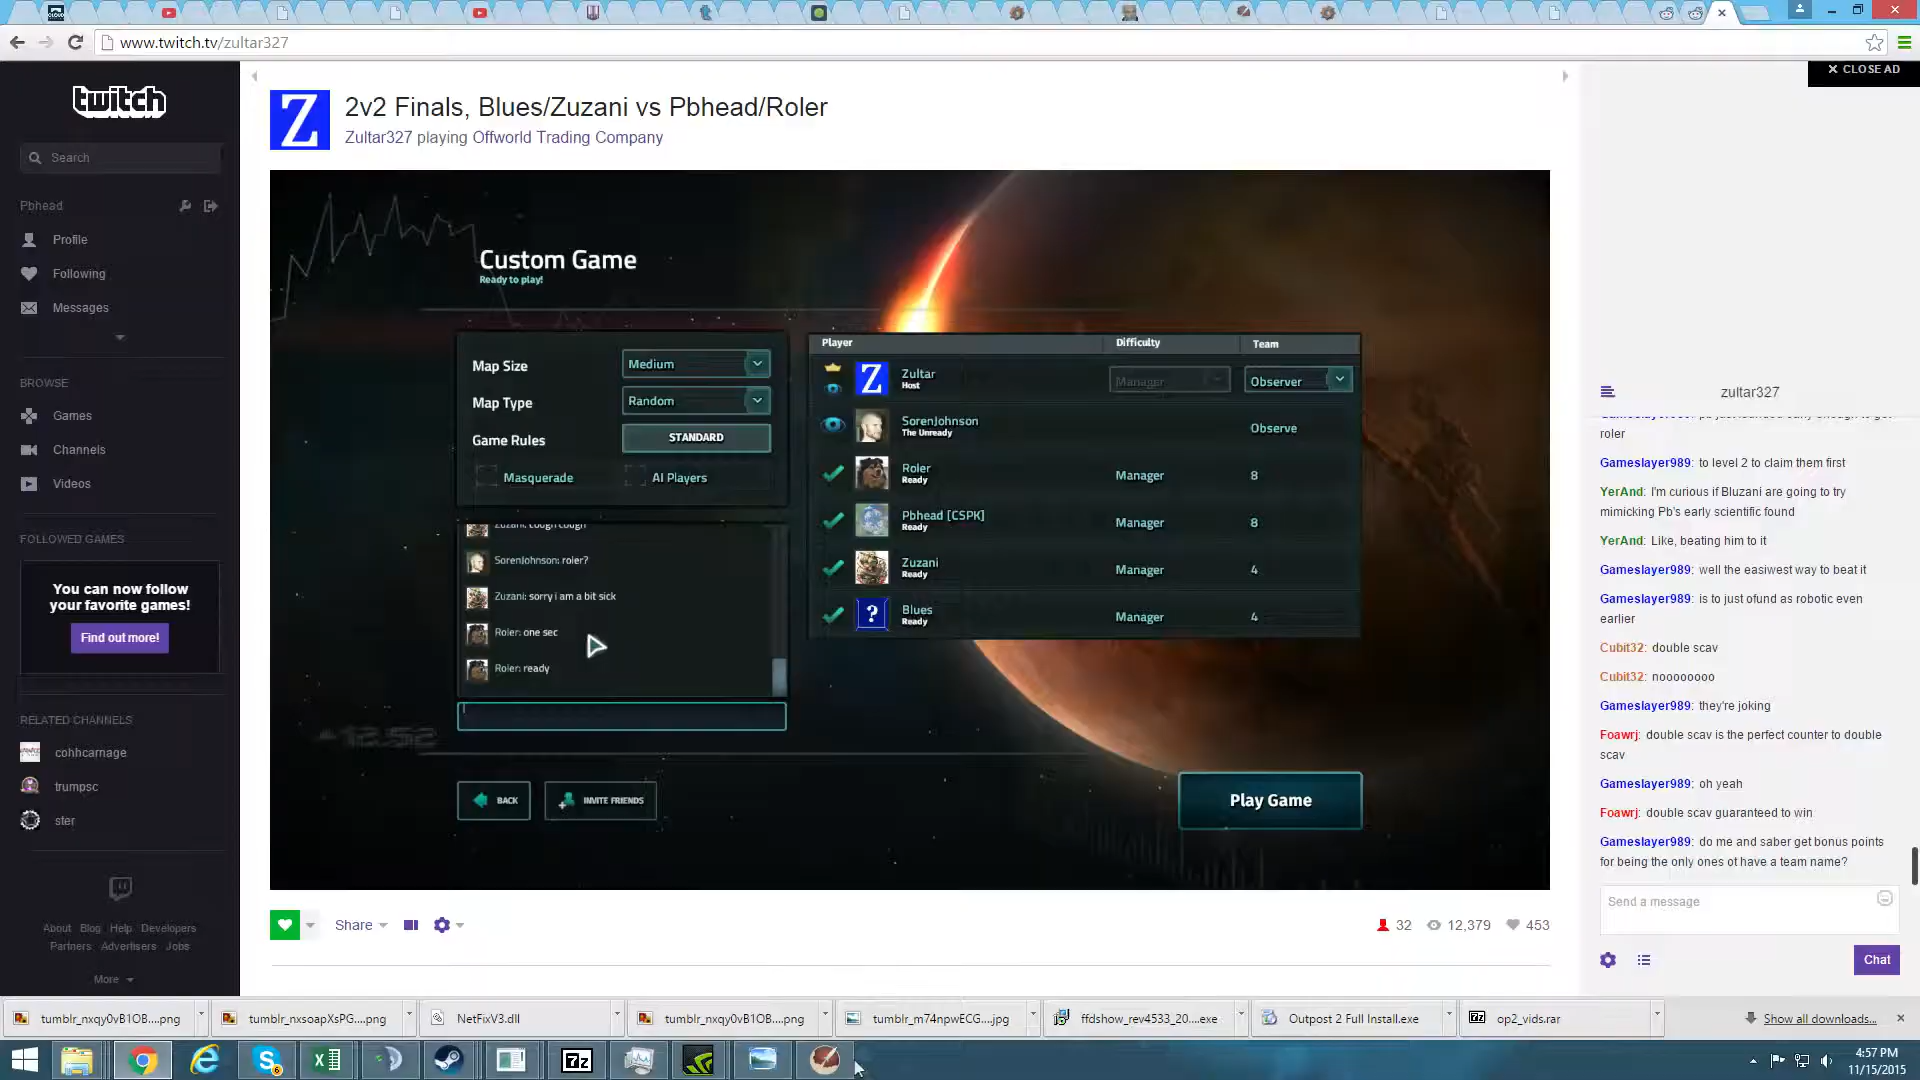 www.twitch.tv/zultar327
CLOSE AD
twitch
Search
Pbhead
Profile
Following
Messages
BROWSE
Games
Channels
Videos
FOLLOWED GAMES
You can now follow
your favorite games!
Find out more!
RELATED CHANNELS
cohhcarnage
trumpsc
ster
About Blog Help Developers
Partners Advertisers Jobs
More
Z
2v2 Finals, Blues/Zuzani vs Pbhead/Roler
Zultar327 playing Offworld Trading Company
Custom Game
Ready to play!
Map Size Medium
Map Type Random
Game Rules STANDARD
Masquerade AI Players
Zuzani: cough cough
SorenJohnson: roler?
Zuzani: sorry i am a bit sick
Roler: one sec
Roler: ready
BACK INVITE FRIENDS
Player Difficulty Team
Z Zultar Manager Observer
Host
SorenJohnson Observe
The Unready
Roler Manager 8
Ready
Pbhead [CSPK] Manager 8
Ready
Zuzani Manager 4
Ready
? Blues Manager 4
Ready
Play Game
Share
32 12,379 453
zultar327
roler
Gameslayer989: to level 2 to claim them first
YerAnd: I'm curious if Bluzani are going to try
mimicking Pb's early scientific found
YerAnd: Like, beating him to it
Gameslayer989: well the easiwest way to beat it
Gameslayer989: is to just ofund as robotic even
earlier
Cubit32: double scav
Cubit32: noooooooo
Gameslayer989: they're joking
Foawrj: double scav is the perfect counter to double
scav
Gameslayer989: oh yeah
Foawrj: double scav guaranteed to win
Gameslayer989: do me and saber get bonus points
for being the only ones ot have a team name?
Send a message
Chat
tumblr_nxqy0vB1OB....png
tumblr_nxsoapXsPG....png
NetFixV3.dll
tumblr_nxqy0vB1OB....png
tumblr_m74npwECG....jpg
ffdshow_rev4533_20....exe
Outpost 2 Full Install.exe
op2_vids.rar
Show all downloads...
4:57 PM
11/15/2015